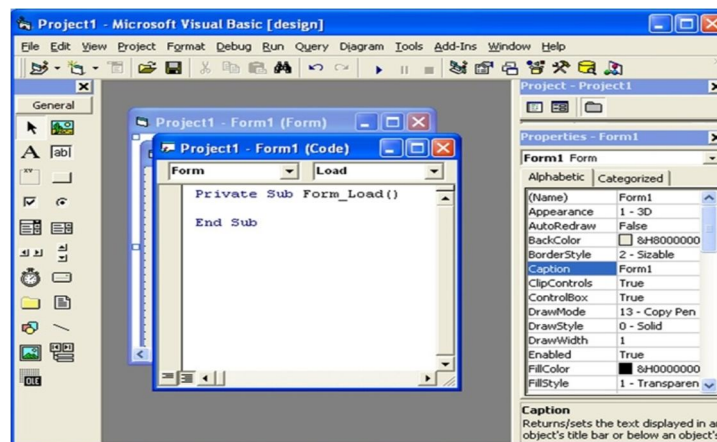 Project1 - Microsoft Visual Basic [design]
File Edit View Project Format Debug Run Query Diagram Tools Add-Ins Window Help
General
A ab|
xv
OLE
Project1 - Form1 (Form)
Project1 - Form1 (Code)
Form Load
Private Sub Form_Load()
End Sub
Project - Project1
Properties - Form1
Form1 Form
Alphabetic Categorized
(Name) Form1
Appearance 1 - 3D
AutoRedraw False
BackColor &H8000000
BorderStyle 2 - Sizable
Caption Form1
ClipControls True
ControlBox True
DrawMode 13 - Copy Pen
DrawStyle 0 - Solid
DrawWidth 1
Enabled True
FillColor &H0000000
FillStyle 1 - Transparen
Caption
Returns/sets the text displayed in a
object's title bar or below an object's